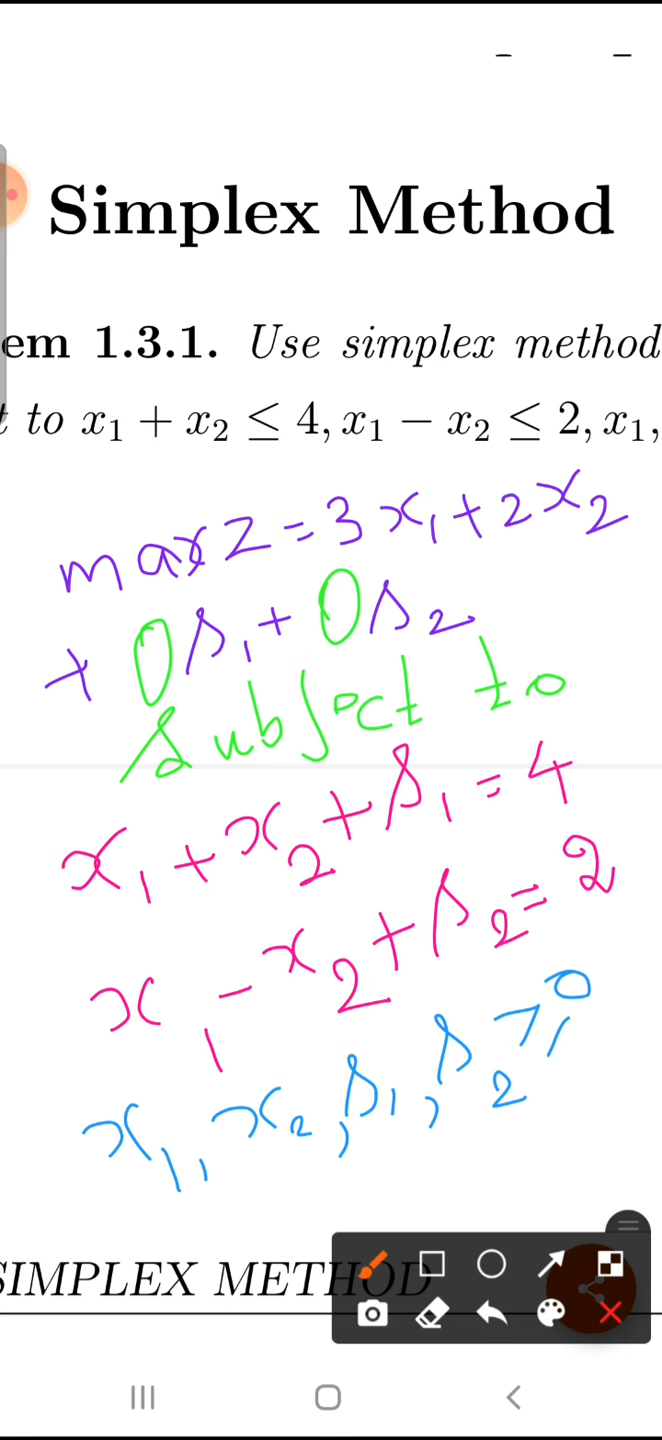 Simplex Method
em 1.3.1. Use simplex method
t to x₁ + x₂ ≤ 4, x₁ − x₂ ≤ 2, x₁,
max Z = 3x₁ + 2x₂
+ 0s₁ + 0s₂
subject to
x₁ + x₂ + s₁ = 4
x₁ - x₂ + s₂ = 2
x₁, x₂, s₁, s₂ ≥ 0
SIMPLEX METHOD